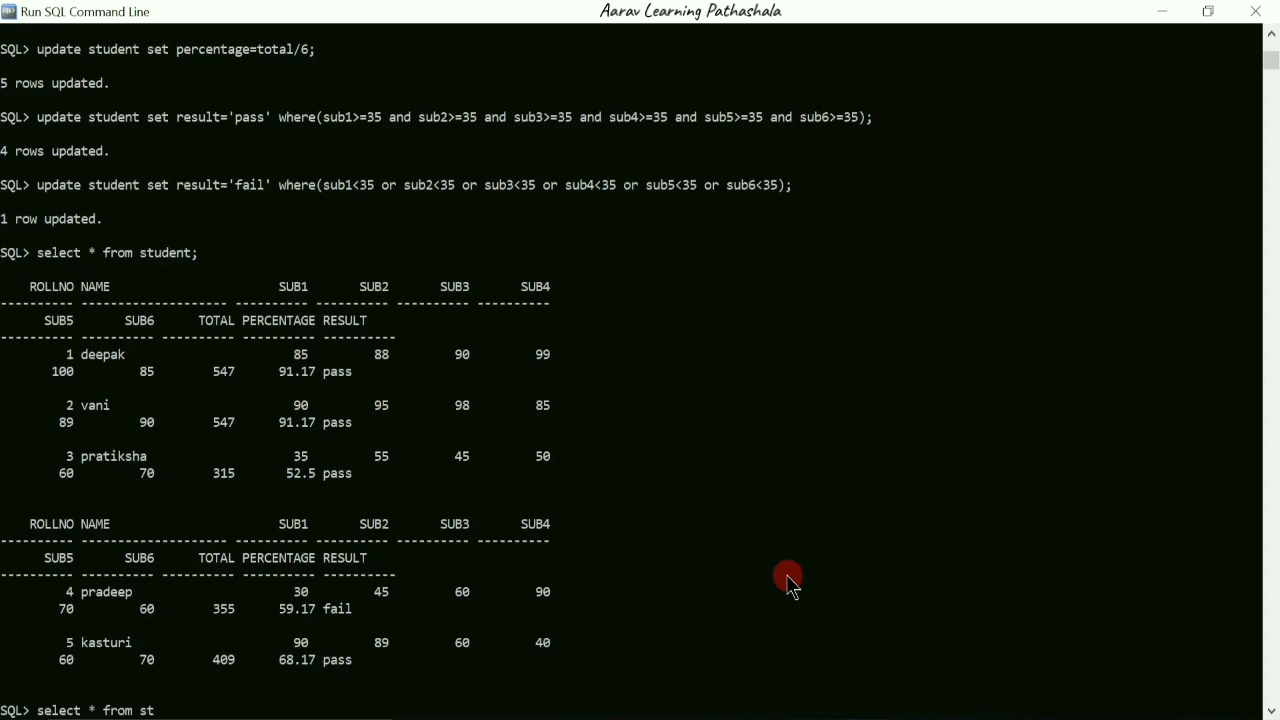 Run SQL Command Line
Aarav Learning Pathashala
SQL> update student set percentage=total/6;
5 rows updated.
SQL> update student set result='pass' where(sub1>=35 and sub2>=35 and sub3>=35 and sub4>=35 and sub5>=35 and sub6>=35);
4 rows updated.
SQL> update student set result='fail' where(sub1<35 or sub2<35 or sub3<35 or sub4<35 or sub5<35 or sub6<35);
1 row updated.
SQL> select * from student;
ROLLNO NAME SUB1 SUB2 SUB3 SUB4
---------- -------------------- ---------- ---------- ---------- ----------
SUB5 SUB6 TOTAL PERCENTAGE RESULT
---------- ---------- ---------- ---------- ----------
1 deepak 85 88 90 99
100 85 547 91.17 pass
2 vani 90 95 98 85
89 90 547 91.17 pass
3 pratiksha 35 55 45 50
60 70 315 52.5 pass
ROLLNO NAME SUB1 SUB2 SUB3 SUB4
---------- -------------------- ---------- ---------- ---------- ----------
SUB5 SUB6 TOTAL PERCENTAGE RESULT
---------- ---------- ---------- ---------- ----------
4 pradeep 30 45 60 90
70 60 355 59.17 fail
5 kasturi 90 89 60 40
60 70 409 68.17 pass
SQL> select * from st